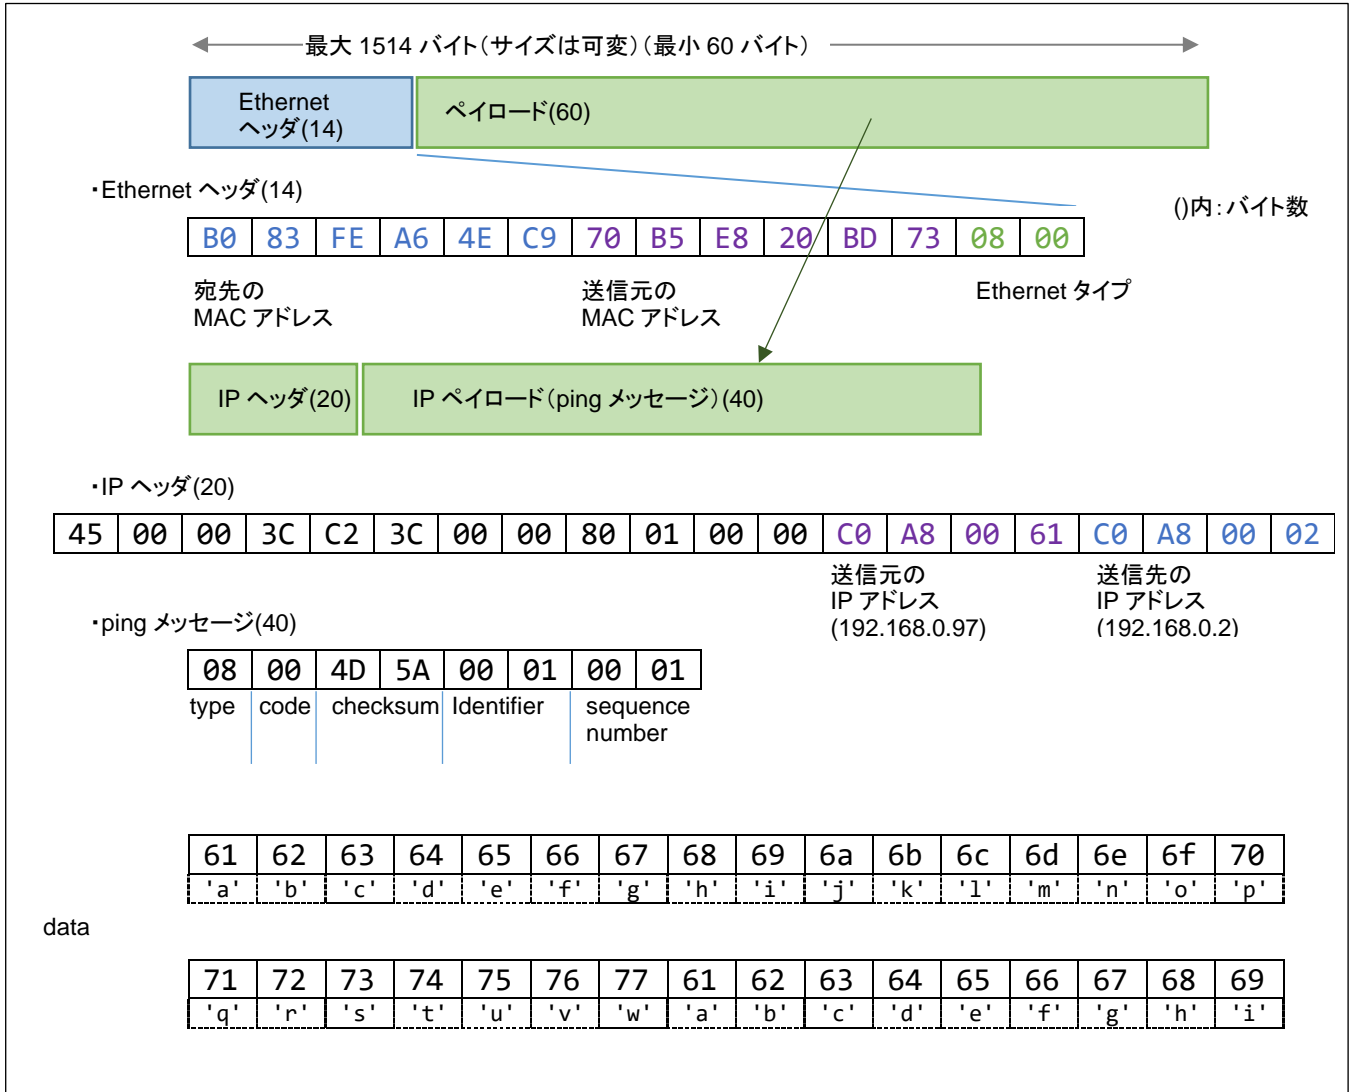 最大 1514 バイト(サイズは可変)(最小 60 バイト)
Ethernet
ヘッダ(14)
ペイロード(60)
・Ethernet ヘッダ(14)
()内:バイト数
B0 83 FE A6 4E C9 70 B5 E8 20 BD 73 08 00
宛先の
MAC アドレス
送信元の
MAC アドレス
Ethernet タイプ
IP ヘッダ(20)
IP ペイロード(ping メッセージ)(40)
・IP ヘッダ(20)
45 00 00 3C C2 3C 00 00 80 01 00 00 C0 A8 00 61 C0 A8 00 02
送信元の
IP アドレス
(192.168.0.97)
送信先の
IP アドレス
(192.168.0.2)
・ping メッセージ(40)
08 00 4D 5A 00 01 00 01
type code checksum Identifier sequence
number
61 62 63 64 65 66 67 68 69 6a 6b 6c 6d 6e 6f 70
'a' 'b' 'c' 'd' 'e' 'f' 'g' 'h' 'i' 'j' 'k' 'l' 'm' 'n' 'o' 'p'
data
71 72 73 74 75 76 77 61 62 63 64 65 66 67 68 69
'q' 'r' 's' 't' 'u' 'v' 'w' 'a' 'b' 'c' 'd' 'e' 'f' 'g' 'h' 'i'